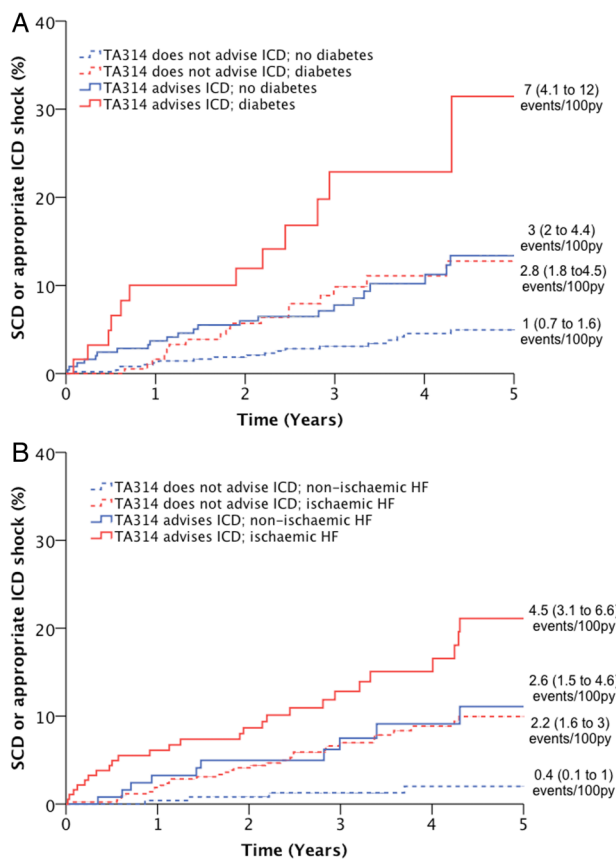 A
SCD or appropriate ICD shock (%)
40
30
20
10
0
TA314 does not advise ICD; no diabetes
TA314 does not advise ICD; diabetes
TA314 advises ICD; no diabetes
TA314 advises ICD; diabetes
7 (4.1 to 12)
events/100py
3 (2 to 4.4)
events/100py
2.8 (1.8 to4.5)
events/100py
1 (0.7 to 1.6)
events/100py
0 1 2 3 4 5
Time (Years)
B
SCD or appropriate ICD shock (%)
40
30
20
10
0
TA314 does not advise ICD; non-ischaemic HF
TA314 does not advise ICD; ischaemic HF
TA314 advises ICD; non-ischaemic HF
TA314 advises ICD; ischaemic HF
4.5 (3.1 to 6.6)
events/100py
2.6 (1.5 to 4.6)
events/100py
2.2 (1.6 to 3)
events/100py
0.4 (0.1 to 1)
events/100py
0 1 2 3 4 5
Time (Years)